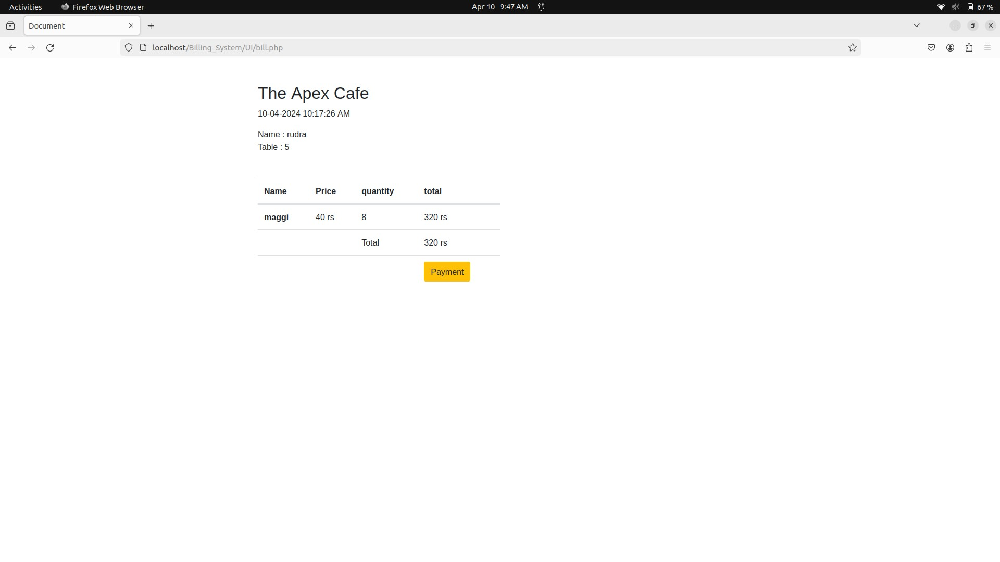 Activities Firefox Web Browser Apr 10 9:47 AM 67 %
Document
localhost/Billing_System/UI/bill.php
The Apex Cafe
10-04-2024 10:17:26 AM
Name : rudra
Table : 5
Name Price quantity total
maggi 40 rs 8 320 rs
Total 320 rs
Payment